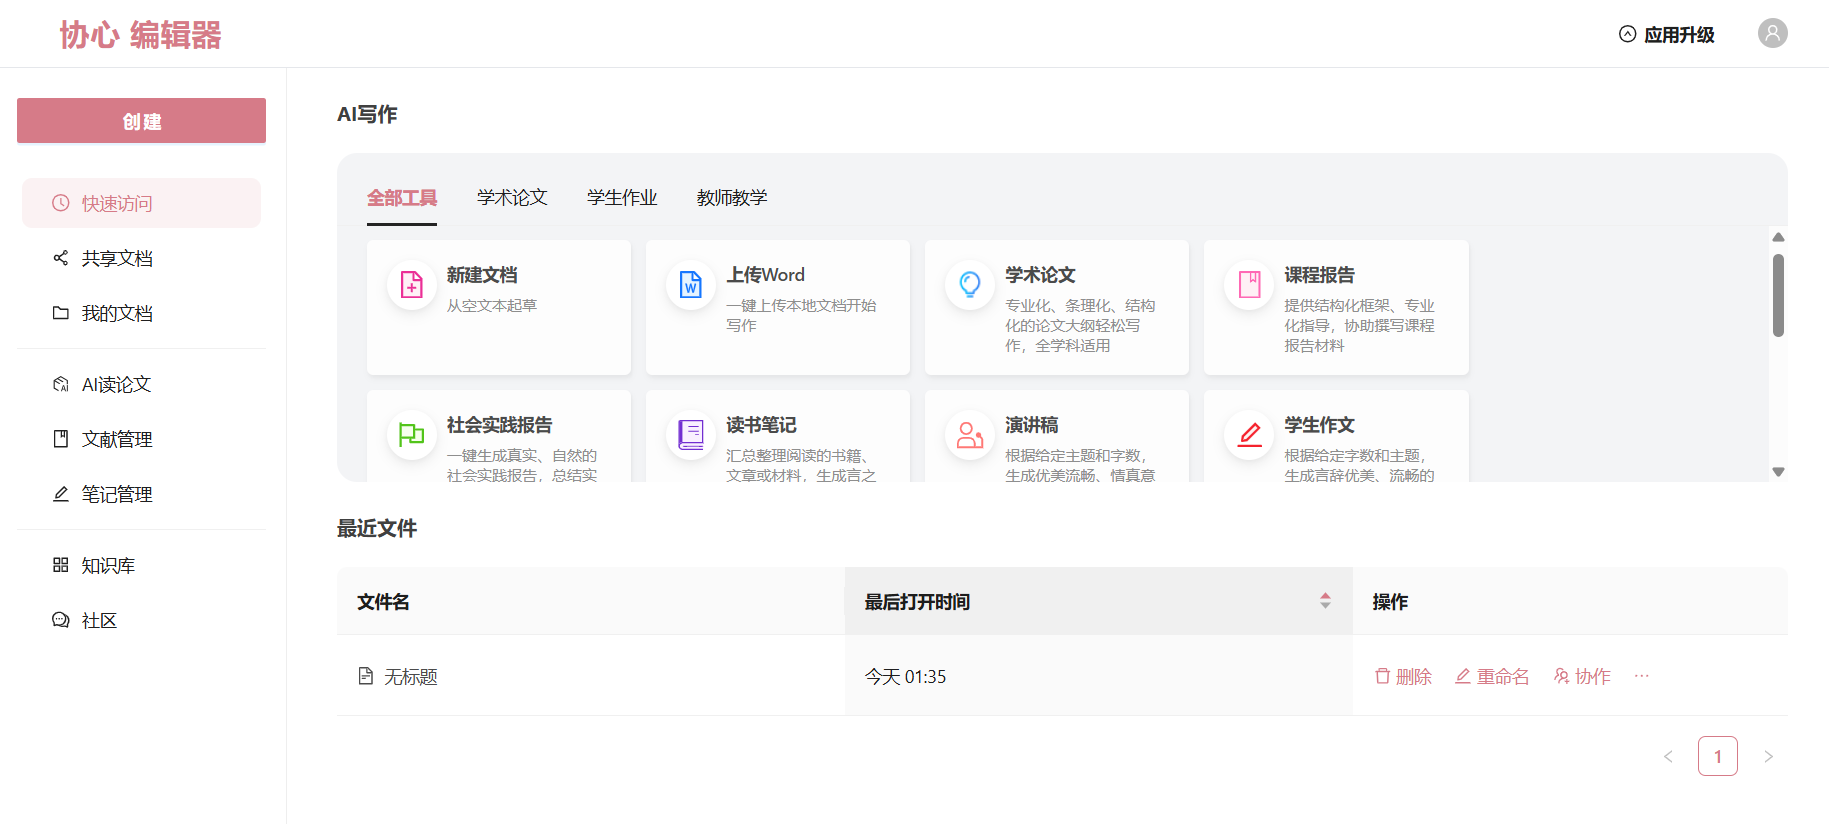 协心 编辑器
应用升级
创建
快速访问
共享文档
我的文档
AI读论文
文献管理
笔记管理
知识库
社区
AI写作
全部工具 学术论文 学生作业 教师教学
新建文档
从空文本起草
上传Word
一键上传本地文档开始
写作
学术论文
专业化、条理化、结构
化的论文大纲轻松写
作，全学科适用
课程报告
提供结构化框架、专业
化指导，协助撰写课程
报告材料
社会实践报告
一键生成真实、自然的
社会实践报告，总结实
读书笔记
汇总整理阅读的书籍、
文章或材料，生成言之
演讲稿
根据给定主题和字数，
生成优美流畅、情真意
学生作文
根据给定字数和主题，
生成言辞优美、流畅的
最近文件
文件名 最后打开时间 操作
无标题 今天 01:35 删除 重命名 协作 ···
< 1 >